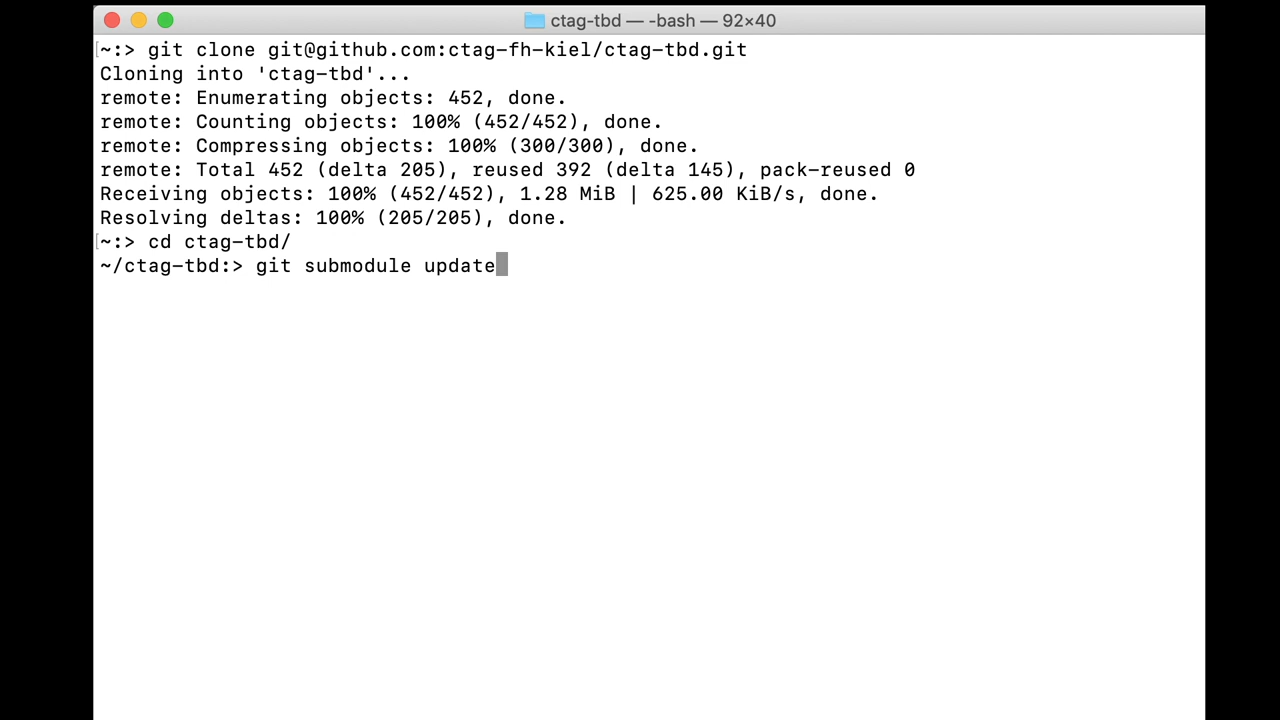 ctag-tbd — -bash — 92×40
[~:> git clone git@github.com:ctag-fh-kiel/ctag-tbd.git
Cloning into 'ctag-tbd'...
remote: Enumerating objects: 452, done.
remote: Counting objects: 100% (452/452), done.
remote: Compressing objects: 100% (300/300), done.
remote: Total 452 (delta 205), reused 392 (delta 145), pack-reused 0
Receiving objects: 100% (452/452), 1.28 MiB | 625.00 KiB/s, done.
Resolving deltas: 100% (205/205), done.
[~:> cd ctag-tbd/
~/ctag-tbd:> git submodule update